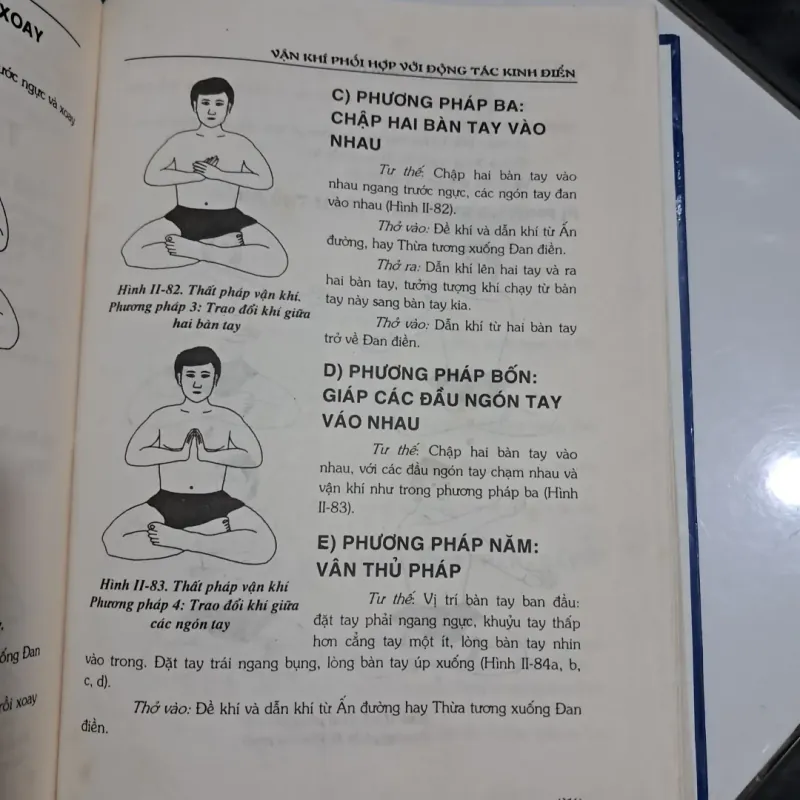 XOAY
ước ngực và xoay
ống Đan
rồi xoay
VẬN KHÍ PHỐI HỢP VỚI ĐỘNG TÁC KINH ĐIỂN
C) PHƯƠNG PHÁP BA:
CHẬP HAI BÀN TAY VÀO
NHAU
Tư thế: Chập hai bàn tay vào
nhau ngang trước ngực, các ngón tay đan
vào nhau (Hình II-82).
Thở vào: Đề khí và dẫn khí từ Ấn
đường, hay Thừa tương xuống Đan điền.
Thở ra: Dẫn khí lên hai tay và ra
hai bàn tay, tưởng tượng khí chạy từ bàn
tay này sang bàn tay kia.
Thở vào: Dẫn khí từ hai bàn tay
trở về Đan điền.
Hình II-82. Thất pháp vận khí.
Phương pháp 3: Trao đổi khí giữa
hai bàn tay
D) PHƯƠNG PHÁP BỐN:
GIÁP CÁC ĐẦU NGÓN TAY
VÁO NHAU
Tư thế: Chập hai bàn tay vào
nhau, với các đầu ngón tay chạm nhau và
vận khí như trong phương pháp ba (Hình
II-83).
Hình II-83. Thất pháp vận khí
Phương pháp 4: Trao đổi khí giữa
các ngón tay
E) PHƯƠNG PHÁP NĂM:
VÂN THỦ PHÁP
Tư thế: Vị trí bàn tay ban đầu:
đặt tay phải ngang ngực, khuỷu tay thấp
hơn cẳng tay một ít, lòng bàn tay nhìn
vào trong. Đặt tay trái ngang bụng, lòng bàn tay úp xuống (Hình II-84a, b,
c, d).
Thở vào: Đề khí và dẫn khí từ Ấn đường hay Thừa tương xuống Đan
điền.